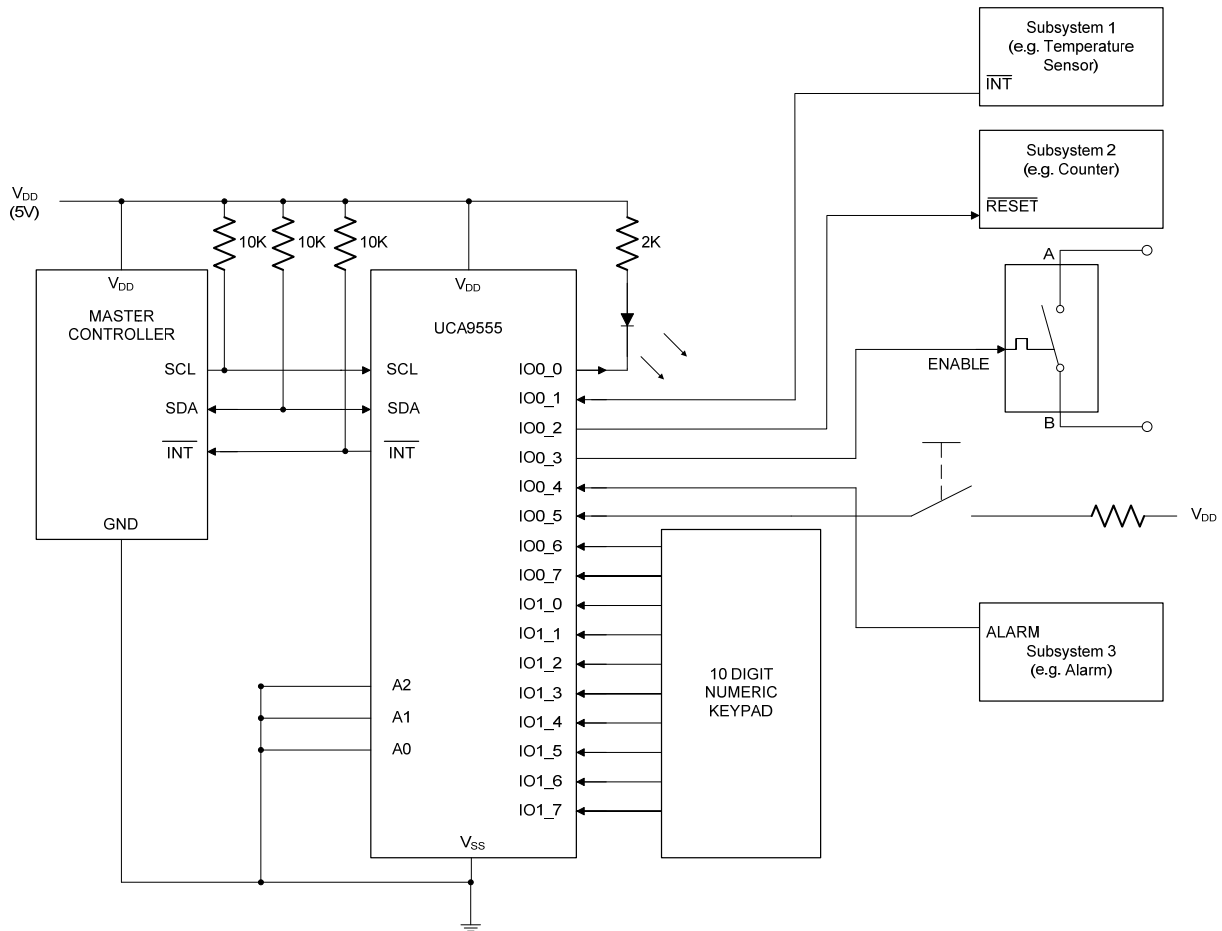 Subsystem 1
(e.g. Temperature
Sensor)
INT
Subsystem 2
(e.g. Counter)
RESET
VDD
(5V)
10K
10K
10K
2K
A
ENABLE
B
VDD
MASTER
CONTROLLER
SCL
SDA
INT
GND
VDD
UCA9555
SCL
SDA
INT
A2
A1
A0
VSS
IO0_0
IO0_1
IO0_2
IO0_3
IO0_4
IO0_5
IO0_6
IO0_7
IO1_0
IO1_1
IO1_2
IO1_3
IO1_4
IO1_5
IO1_6
IO1_7
VDD
10 DIGIT
NUMERIC
KEYPAD
ALARM
Subsystem 3
(e.g. Alarm)